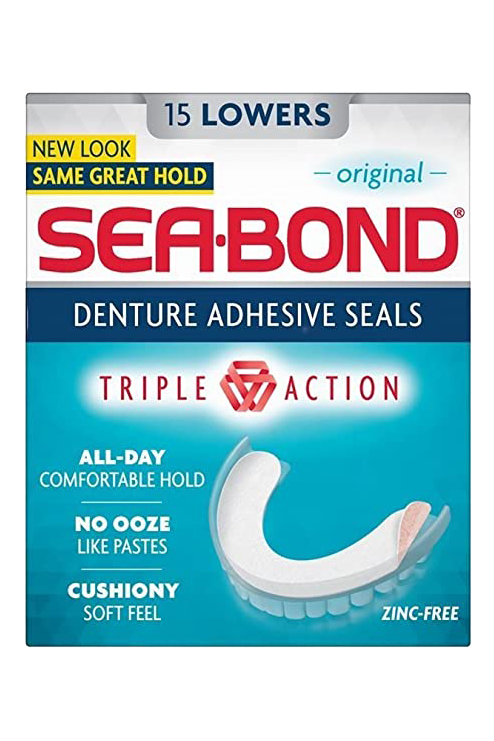 15 LOWERS
NEW LOOK
SAME GREAT HOLD
original
SEA·BOND®
DENTURE ADHESIVE SEALS
TRIPLE ACTION
ALL-DAY
COMFORTABLE HOLD
NO OOZE
LIKE PASTES
CUSHIONY
SOFT FEEL
ZINC-FREE